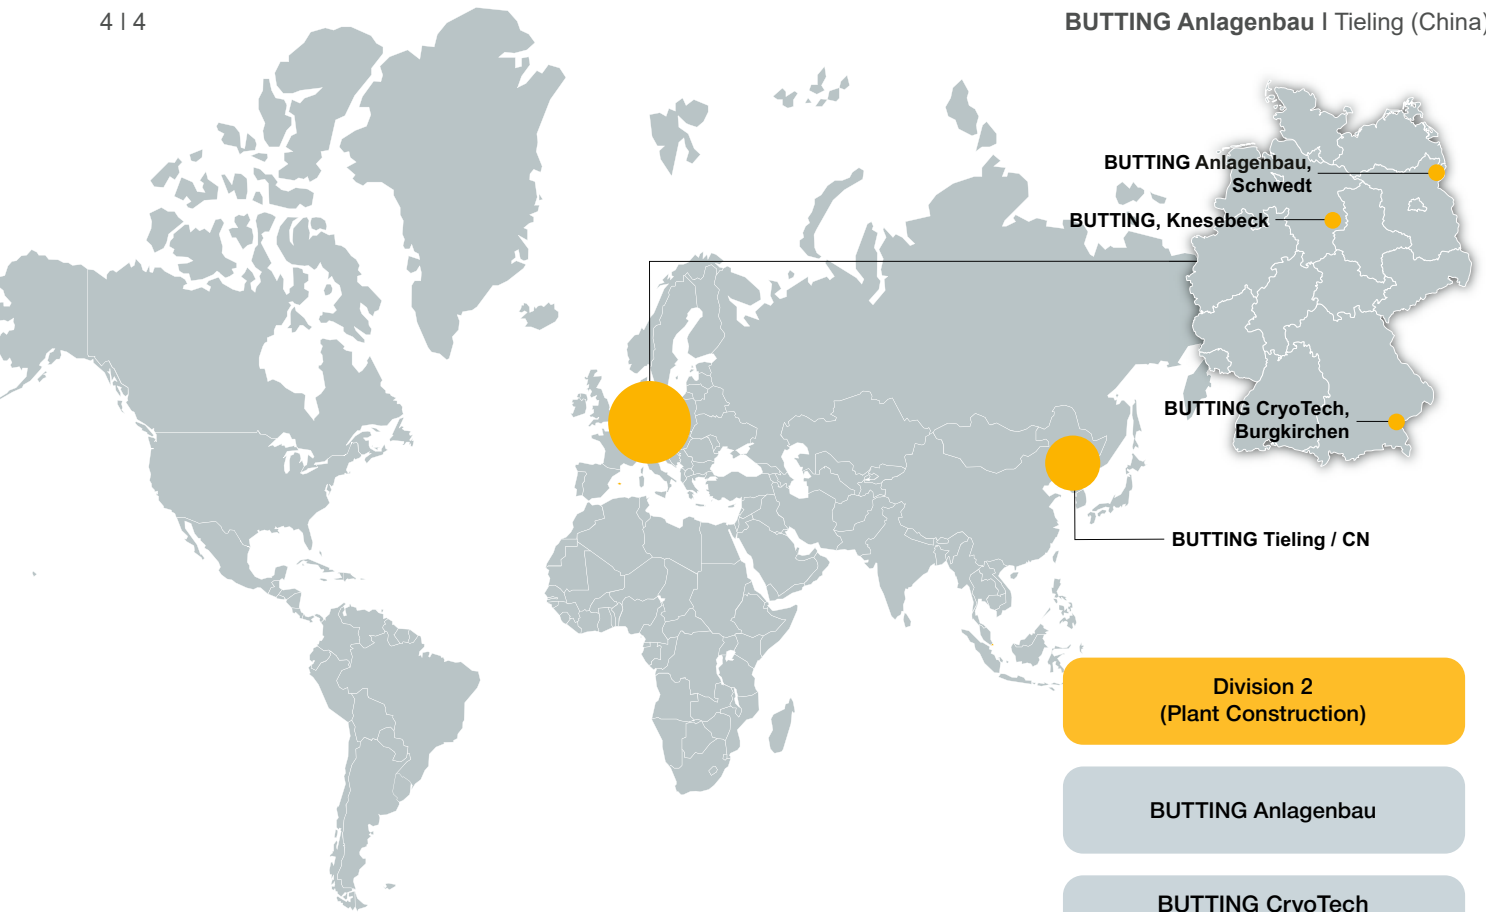 4 | 4
BUTTING Anlagenbau | Tieling (China)
BUTTING Anlagenbau,
Schwedt
BUTTING, Knesebeck
BUTTING CryoTech,
Burgkirchen
BUTTING Tieling / CN
Division 2
(Plant Construction)
BUTTING Anlagenbau
BUTTING CryoTech